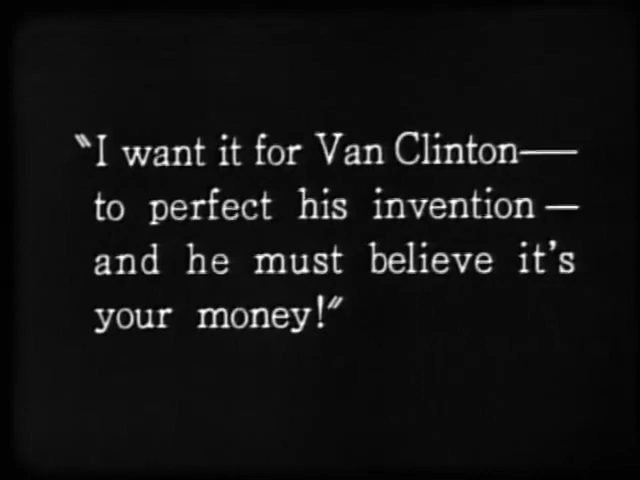 "I want it for Van Clinton—
to perfect his invention —
and he must believe it's
your money!"